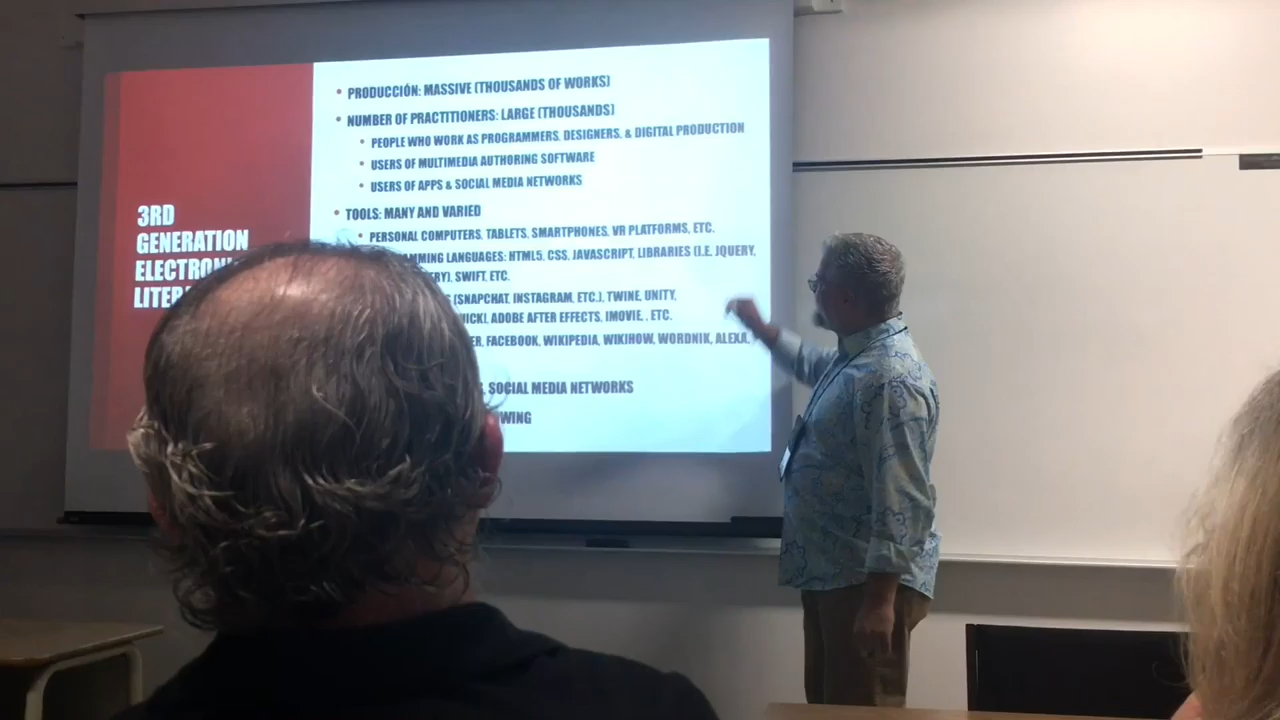 3RD
GENERATION
PRODUCCIÓN: MASSIVE (THOUSANDS OF WORKS)
NUMBER OF PRACTITIONERS: LARGE (THOUSANDS)
PEOPLE WHO WORK AS PROGRAMMERS, DESIGNERS, & DIGITAL PRODUCTION
USERS OF MULTIMEDIA AUTHORING SOFTWARE
USERS OF APPS & SOCIAL MEDIA NETWORKS
TOOLS: MANY AND VARIED
PERSONAL COMPUTERS, TABLETS, SMARTPHONES, VR PLATFORMS, ETC.
LANGUAGES: HTML5, CSS, JAVASCRIPT, LIBRARIES (I.E. JQUERY,
SWIFT, ETC.
(SNAPCHAT, INSTAGRAM, ETC.), TWINE, UNITY,
ADOBE AFTER EFFECTS, IMOVIE, , ETC.
FACEBOOK, WIKIPEDIA, WIKIHOW, WORDNIK, ALEXA,
SOCIAL MEDIA NETWORKS